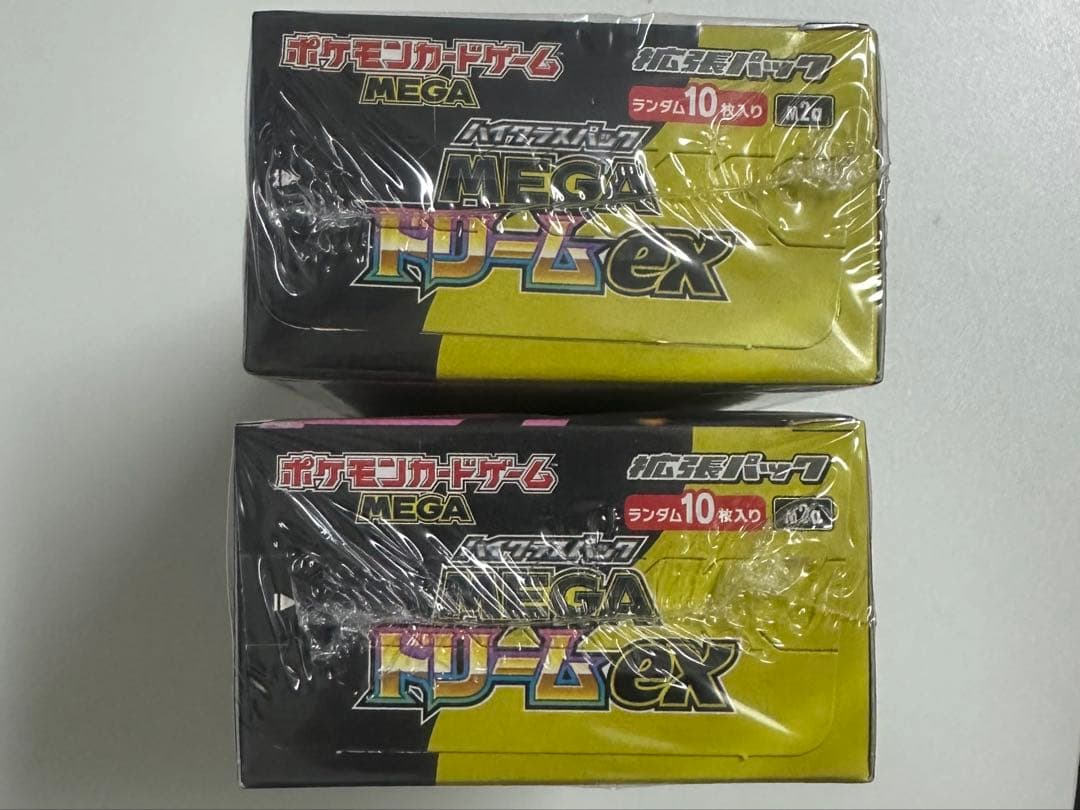 ポケモンカードゲーム
MEGA
拡張パック
ランダム10枚入り
M2a
ハイクラスパック
MEGA
ドリームex
ポケモンカードゲーム
MEGA
拡張パック
ランダム10枚入り
M2a
ハイクラスパック
MEGA
ドリームex